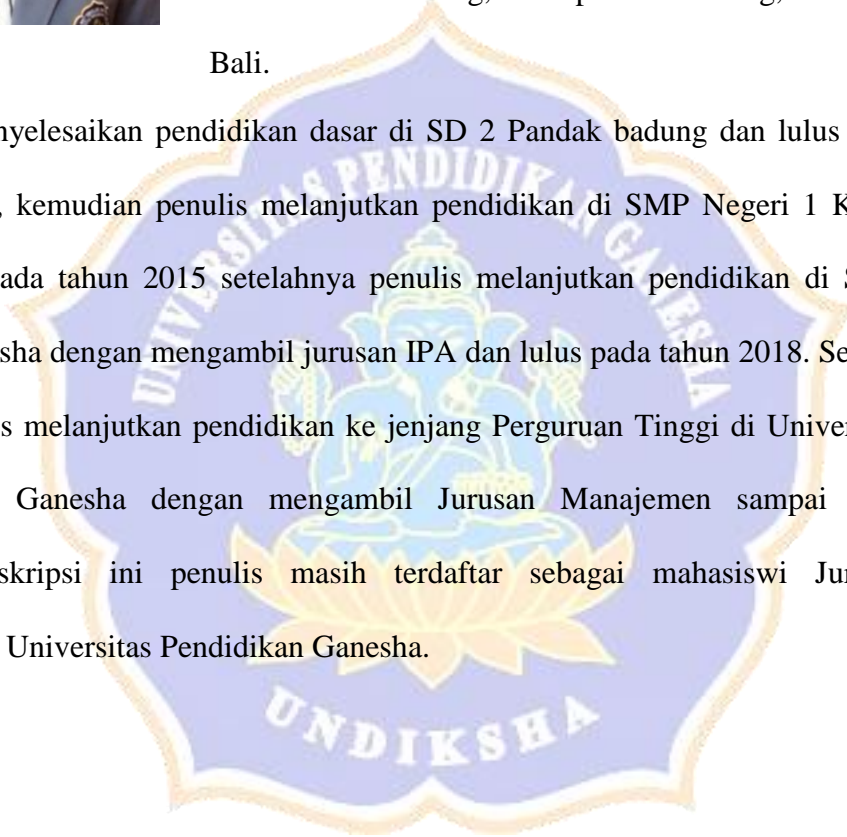 Bali.
nyelesaikan pendidikan dasar di SD 2 Pandak badung dan lulus
, kemudian penulis melanjutkan pendidikan di SMP Negeri 1 K
ada tahun 2015 setelahnya penulis melanjutkan pendidikan di S
sha dengan mengambil jurusan IPA dan lulus pada tahun 2018. Se
s melanjutkan pendidikan ke jenjang Perguruan Tinggi di Univer
Ganesha dengan mengambil Jurusan Manajemen sampai
skripsi ini penulis masih terdaftar sebagai mahasiswi Jur
Universitas Pendidikan Ganesha.
UNIVERSITAS PENDIDIKAN GANESHA
UNDIKSHA